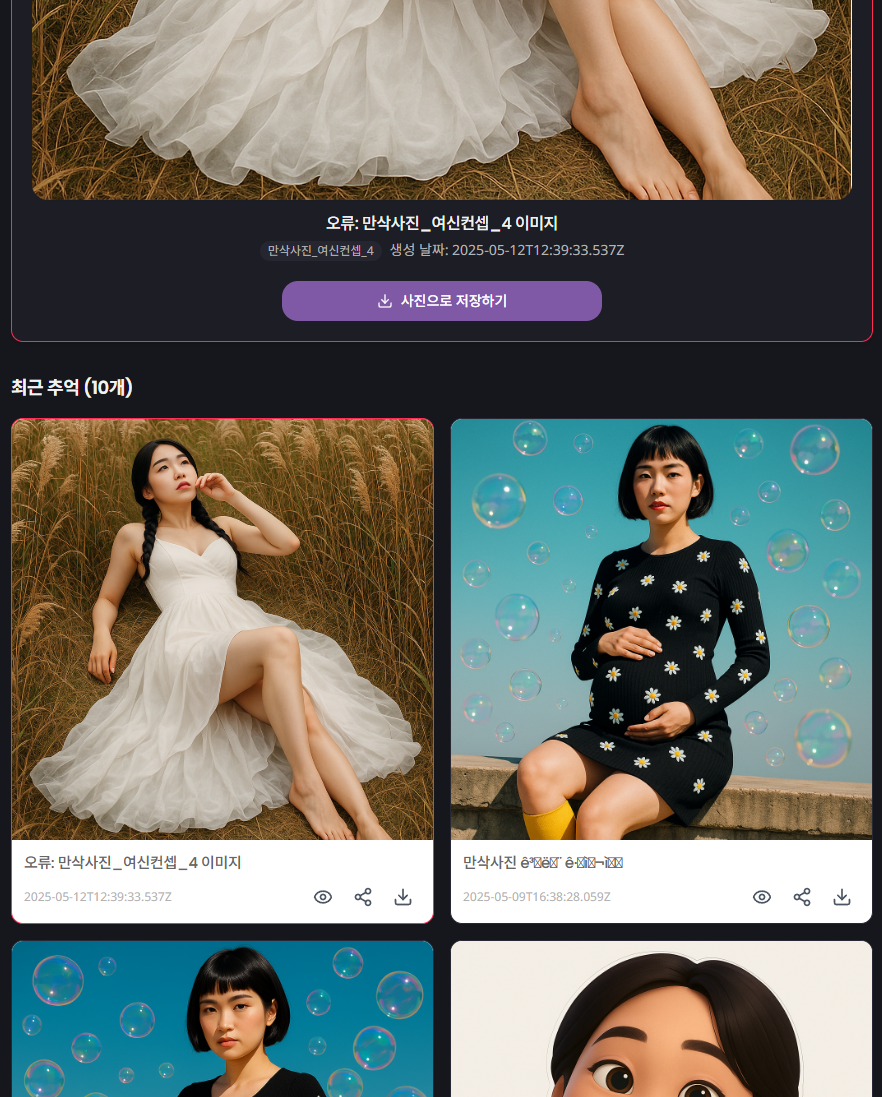 오류: 만삭사진_여신컨셉_4 이미지
만삭사진_여신컨셉_4 생성 날짜: 2025-05-12T12:39:33.537Z
사진으로 저장하기
최근 추억 (10개)
오류: 만삭사진_여신컨셉_4 이미지
2025-05-12T12:39:33.537Z
만삭사진
2025-05-09T16:38:28.059Z